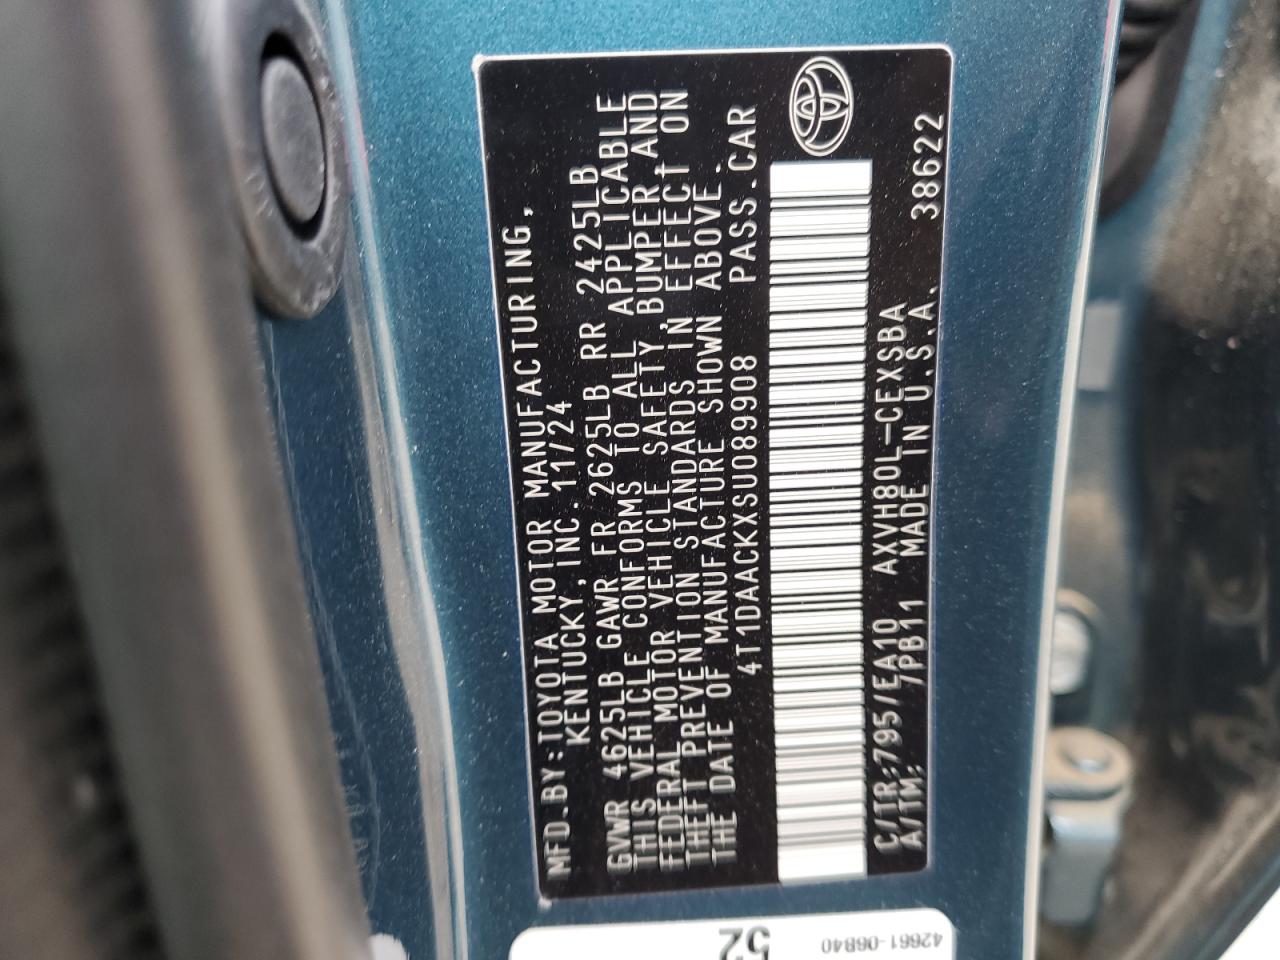 MFD.BY:TOYOTA MOTOR MANUFACTURING,
KENTUCKY,INC.11/24
GVWR 4625LB GAWR FR 2625LB RR 2425LB
THIS VEHICLE CONFORMS TO ALL APPLICABLE
FEDERAL MOTOR VEHICLE SAFETY,BUMPER,AND
THEFT PREVENTION STANDARDS IN EFFECT ON
THE DATE OF MANUFACTURE SHOWN ABOVE.
4T1DAACKXSU089908 PASS.CAR
C/TR:795/EA10 AXVH80L-CEXSBA
A/TM: 7PB11 MADE IN U.S.A. 38622
52
42661-06B40